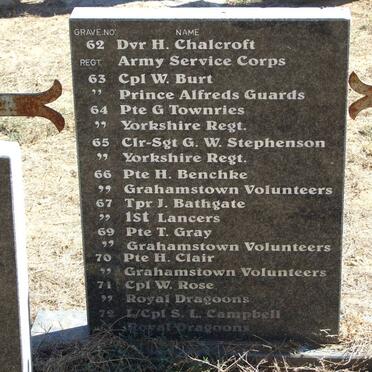 GRAVE.NO. NAME
62 Dvr H. Chalcroft
REGT. Army Service Corps
63 Cpl W. Burt
" Prince Alfreds Guards
64 Pte G Townries
" Yorkshire Regt.
65 Clr-Sgt G. W. Stephenson
" Yorkshire Regt.
66 Pte H. Benchke
" Grahamstown Volunteers
67 Tpr J. Bathgate
" 1st Lancers
69 Pte T. Gray
" Grahamstown Volunteers
70 Pte H. Clair
" Grahamstown Volunteers
71 Cpl W. Rose
" Royal Dragoons
72 L/Cpl S. L. Campbell
Royal Dragoons